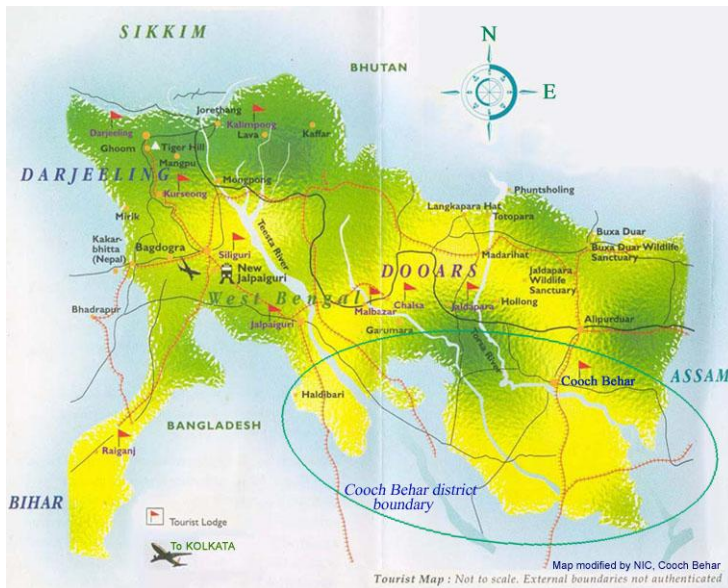 SIKKIM
N
BHUTAN
E
Jorethang
Darjeeling
Kalimpoog
Lava
Kaffar
Ghoom
Tiger Hill
Mangpu
DARJEELING
Mongpong
Kurseong
Phuntsholing
Langkapara Hat
Totopara
Mirik
Teesta River
Buxa Duar
Kakar-
bhitta
(Nepal)
Bagdogra
Siliguri
Madarihat
Buxa Duar Wildlife
Sanctuary
New
Jalpaiguri
DOOARS
Jaldapara
Wildlife
Sanctuary
West Bengal
Malbazar
Chalsa
Jaldapara
Hollong
Bhadrapur
Jalpaiguri
Garumara
Torsa River
Alipurduar
Cooch Behar
ASSAM
Haldibari
BANGLADESH
Raiganj
Cooch Behar district
boundary
BIHAR
Tourist Lodge
To KOLKATA
Map modified by NIC, Cooch Behar
Tourist Map : Not to scale. External boundaries not authenticated